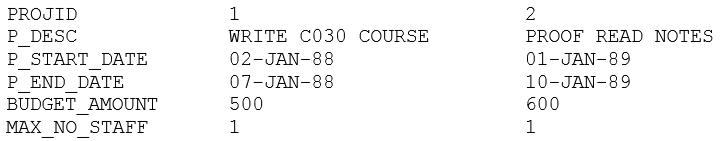 PROJID 1 2
P_DESC WRITE C030 COURSE PROOF READ NOTES
P_START_DATE 02-JAN-88 01-JAN-89
P_END_DATE 07-JAN-88 10-JAN-89
BUDGET_AMOUNT 500 600
MAX_NO_STAFF 1 1